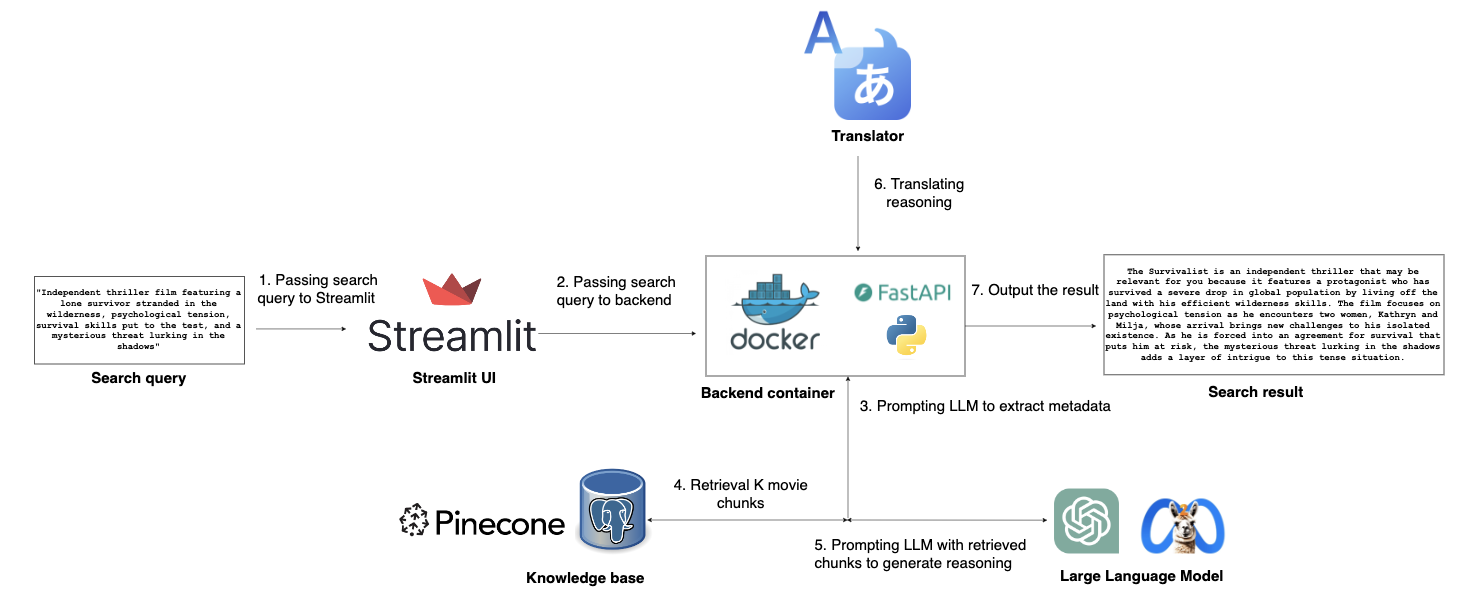 A
あ
Translator
6. Translating
reasoning
1. Passing search
query to Streamlit
2. Passing search
query to backend
"Independent thriller film featuring a
lone survivor stranded in the
wilderness, psychological tension,
survival skills put to the test, and a
mysterious threat lurking in the
shadows"
Search query
Streamlit
Streamlit UI
docker
FastAPI
Backend container
7. Output the result
The Survivalist is an independent thriller that may be
relevant for you because it features a protagonist who has
survived a severe drop in global population by living off the
land with his efficient wilderness skills. The film focuses on
psychological tension as he encounters two women, Kathryn and
Milja, whose arrival brings new challenges to his isolated
existence. As he is forced into an agreement for survival that
puts him at risk, the mysterious threat lurking in the shadows
adds a layer of intrigue to this tense situation.
Search result
3. Prompting LLM to extract metadata
4. Retrieval K movie
chunks
Pinecone
Knowledge base
5. Prompting LLM with retrieved
chunks to generate reasoning
Large Language Model